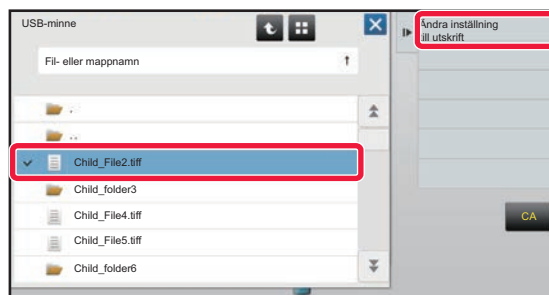 USB-minne
Fil- eller mappnamn
.
..
Child_File2.tiff
Child_folder3
Child_File4.tiff
Child_File5.tiff
Child_folder6
Ändra inställning
till utskrift
CA